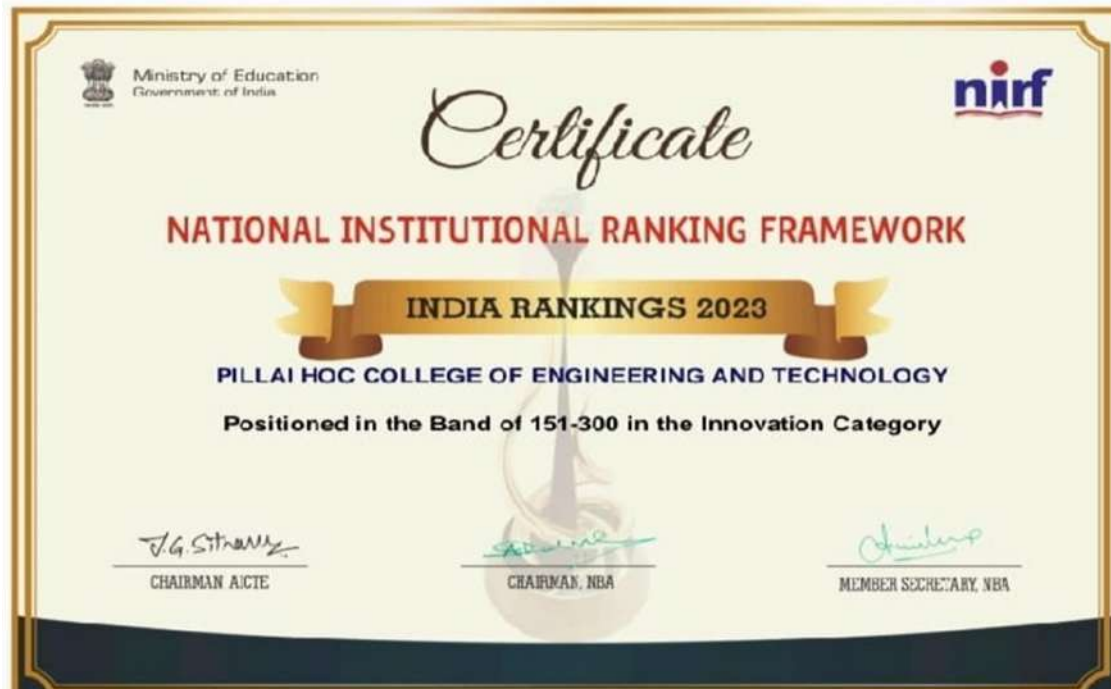 Ministry of Education
Government of India
nirf
Certificate
NATIONAL INSTITUTIONAL RANKING FRAMEWORK
INDIA RANKINGS 2023
PILLAI HOC COLLEGE OF ENGINEERING AND TECHNOLOGY
Positioned in the Band of 151-300 in the Innovation Category
CHAIRMAN AICTE
CHAIRMAN, NBA
MEMBER SECRETARY, NBA